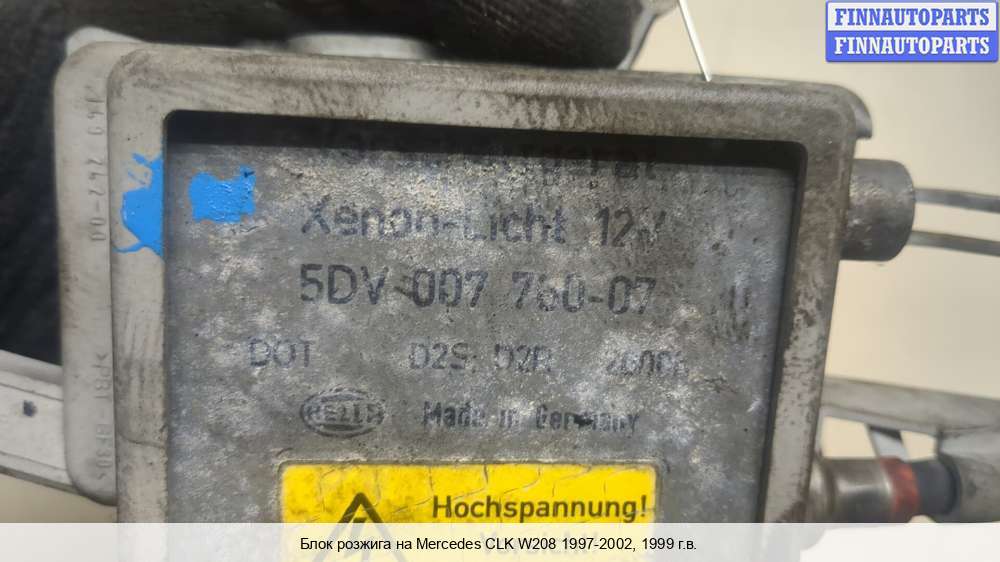 FINNAUTOPARTS
FINNAUTOPARTS
Xenon-Licht 12V
5DV 007 760-07
DOT D2S; D2R
HELLA Made in Germany
Hochspannung!
Блок розжига на Mercedes CLK W208 1997-2002, 1999 г.в.